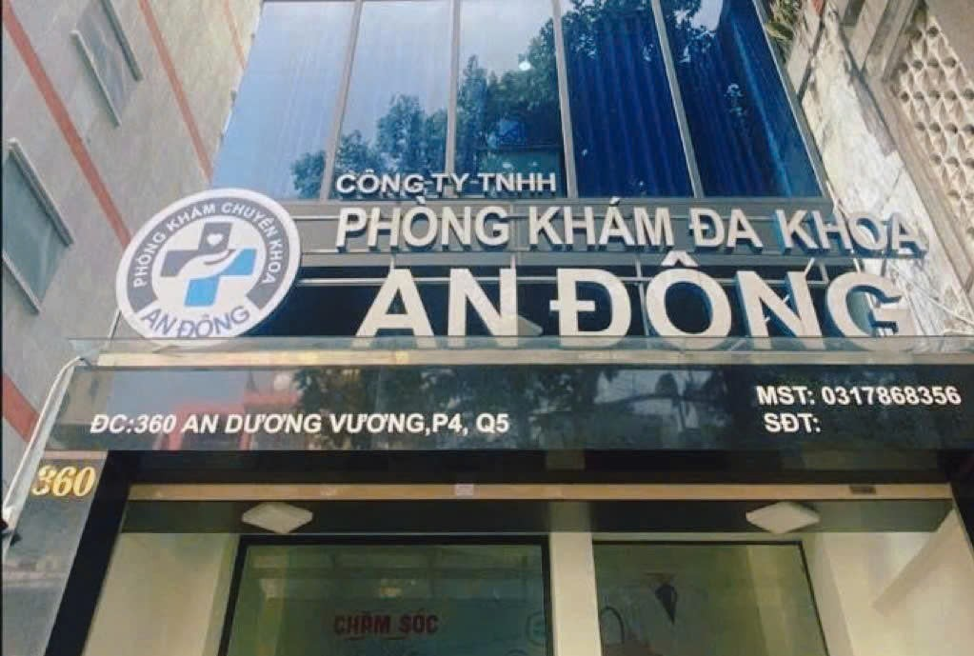 CÔNG TY TNHH
PHÒNG KHÁM ĐA KHOA
AN ĐÔNG
PHÒNG KHÁM CHUYÊN KHOA
AN ĐÔNG
ĐC:360 AN DƯƠNG VƯƠNG,P4, Q5
MST: 0317868356
SĐT:
360
CHĂM SÓC